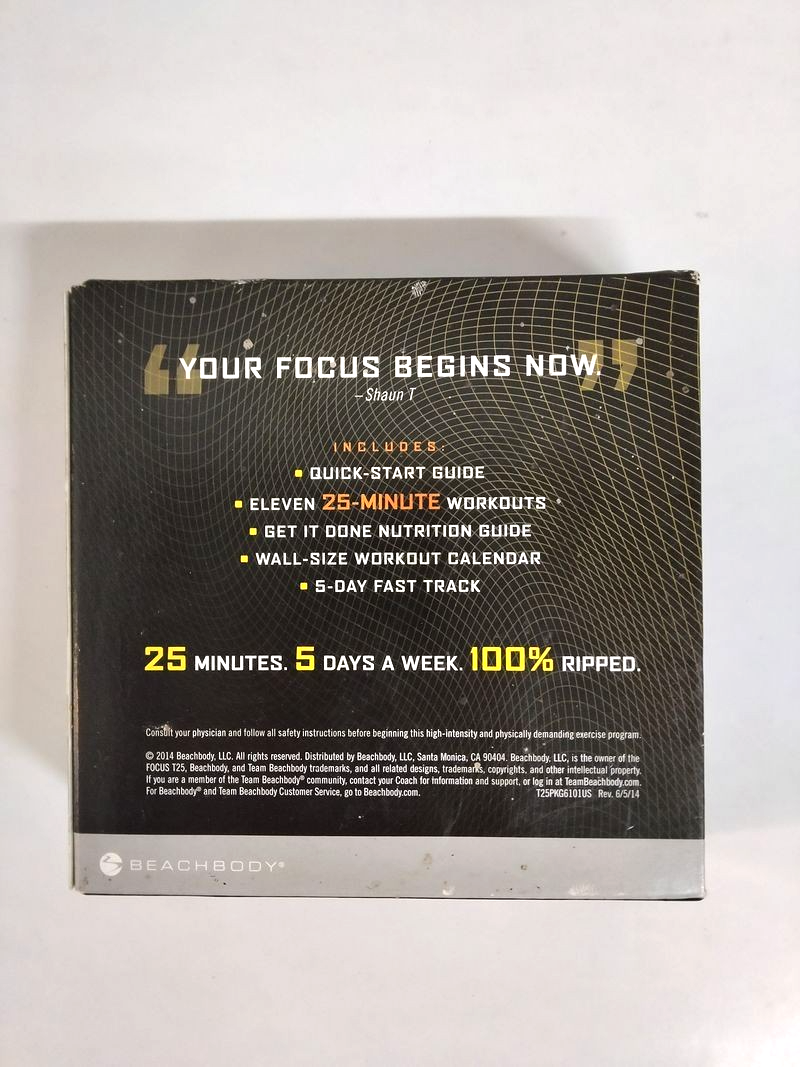 “YOUR FOCUS BEGINS NOW.”
–Shaun T
INCLUDES:
▪ QUICK-START GUIDE
▪ ELEVEN 25-MINUTE WORKOUTS
▪ GET IT DONE NUTRITION GUIDE
▪ WALL-SIZE WORKOUT CALENDAR
▪ 5-DAY FAST TRACK
25 MINUTES. 5 DAYS A WEEK. 100% RIPPED.
Consult your physician and follow all safety instructions before beginning this high-intensity and physically demanding exercise program.
© 2014 Beachbody, LLC. All rights reserved. Distributed by Beachbody, LLC, Santa Monica, CA 90404. Beachbody, LLC, is the owner of the
FOCUS T25, Beachbody, and Team Beachbody trademarks, and all related designs, trademarks, copyrights, and other intellectual property.
If you are a member of the Team Beachbody® community, contact your Coach for information and support, or log in at TeamBeachbody.com.
For Beachbody® and Team Beachbody Customer Service, go to Beachbody.com. T25PKG6101US Rev. 6/5/14
BEACHBODY®